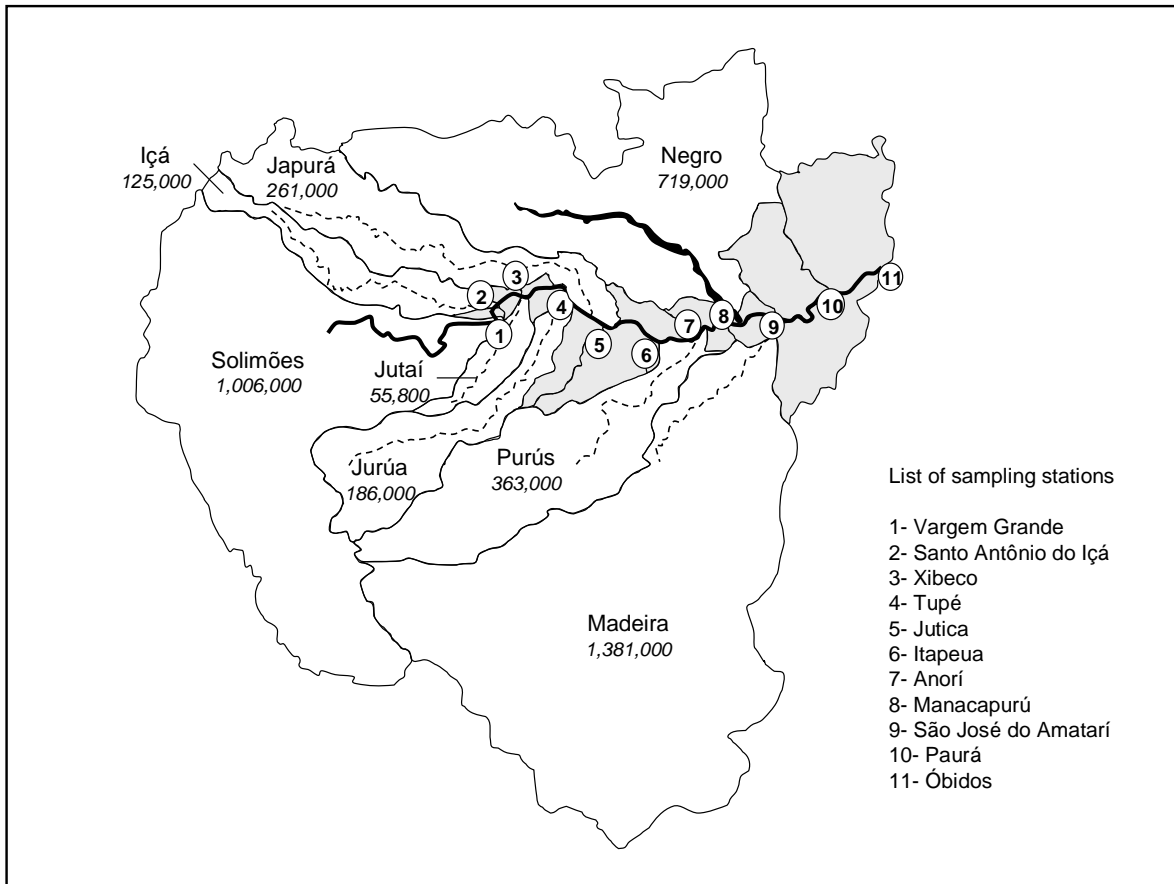 Içá
125,000
Japurá
261,000
Negro
719,000
3
2
4
1
5
6
7
8
9
10
11
Solimões
1,006,000
Jutaí
55,800
Jurúa
186,000
Purús
363,000
Madeira
1,381,000
List of sampling stations
1- Vargem Grande
2- Santo Antônio do Içá
3- Xibeco
4- Tupé
5- Jutica
6- Itapeua
7- Anorí
8- Manacapurú
9- São José do Amatarí
10- Paurá
11- Óbidos